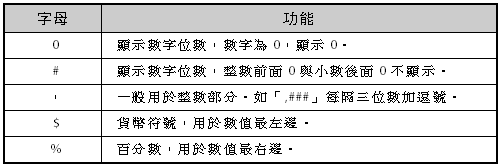 字母 功能
0 顯示數字位數，數字為 0，顯示 0。
# 顯示數字位數，整數前面 0 與小數後面 0 不顯示。
， 一般用於整數部分。如「,###」每隔三位數加逗號。
$ 貨幣符號，用於數值最左邊。
% 百分數，用於數值最右邊。